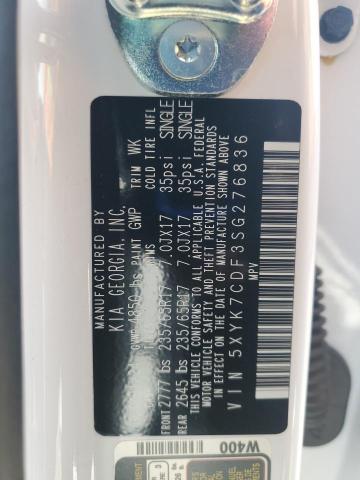 MANUFACTURED BY
KIA GEORGIA, INC.
GVWR 4850 lbs PAINT GWP TRIM WK
COLD TIRE INFL
FRONT 2777 lbs 235/65R17 7.0JX17 35psi SINGLE
REAR 2645 lbs 235/65R17 7.0JX17 35psi SINGLE
THIS VEHICLE CONFORMS TO ALL APPLICABLE U.S.A. FEDERAL
MOTOR VEHICLE SAFETY AND THEFT PREVENTION STANDARDS
IN EFFECT ON THE DATE OF MANUFACTURE SHOWN ABOVE
VIN 5XYK7CDF3SG276836
MPV
W400